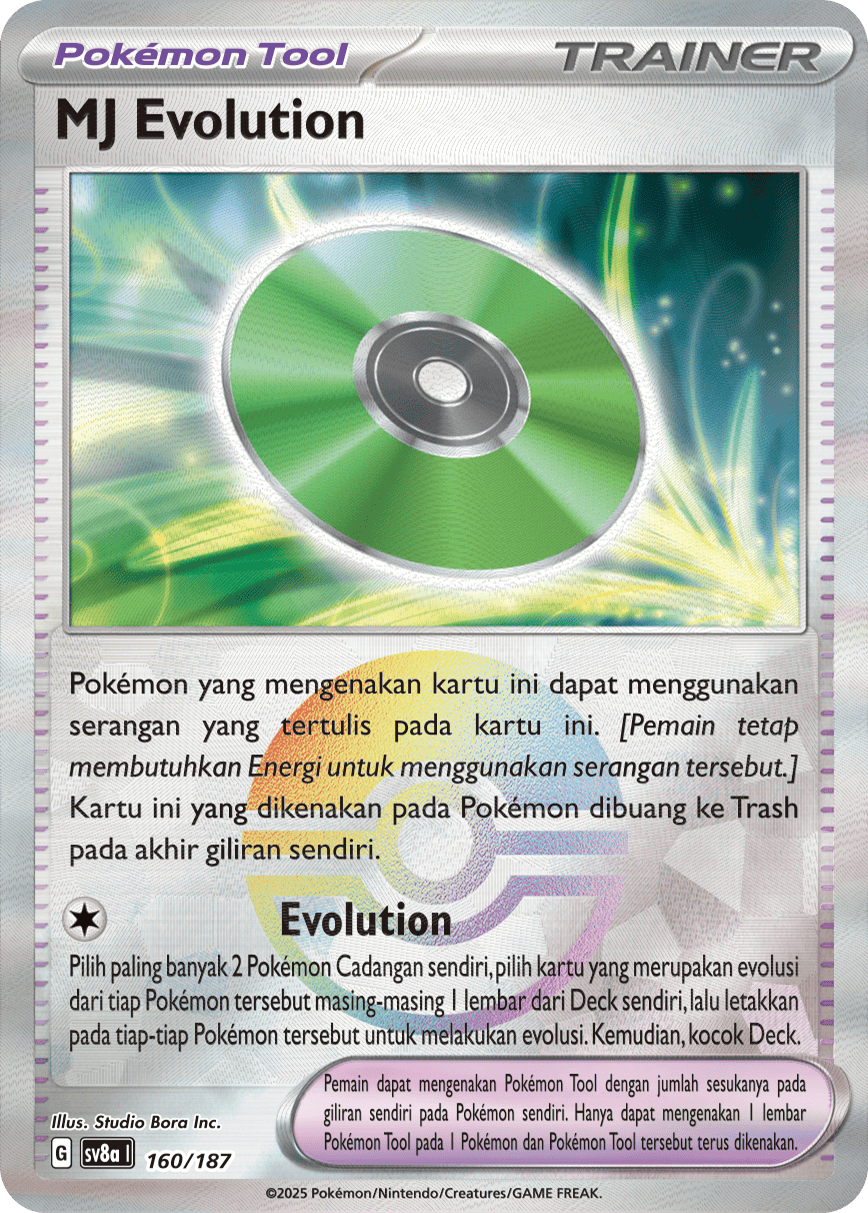 Pokémon Tool
TRAINER
MJ Evolution
Pokémon yang mengenakan kartu ini dapat menggunakan
serangan yang tertulis pada kartu ini. [Pemain tetap
membutuhkan Energi untuk menggunakan serangan tersebut.]
Kartu ini yang dikenakan pada Pokémon dibuang ke Trash
pada akhir giliran sendiri.
Evolution
Pilih paling banyak 2 Pokémon Cadangan sendiri, pilih kartu yang merupakan evolusi
dari tiap Pokémon tersebut masing-masing 1 lembar dari Deck sendiri, lalu letakkan
pada tiap-tiap Pokémon tersebut untuk melakukan evolusi. Kemudian, kocok Deck.
Pemain dapat mengenakan Pokémon Tool dengan jumlah sesukanya pada
giliran sendiri pada Pokémon sendiri. Hanya dapat mengenakan 1 lembar
Pokémon Tool pada 1 Pokémon dan Pokémon Tool tersebut terus dikenakan.
Illus. Studio Bora Inc.
G sv8a I 160/187
©2025 Pokémon/Nintendo/Creatures/GAME FREAK.